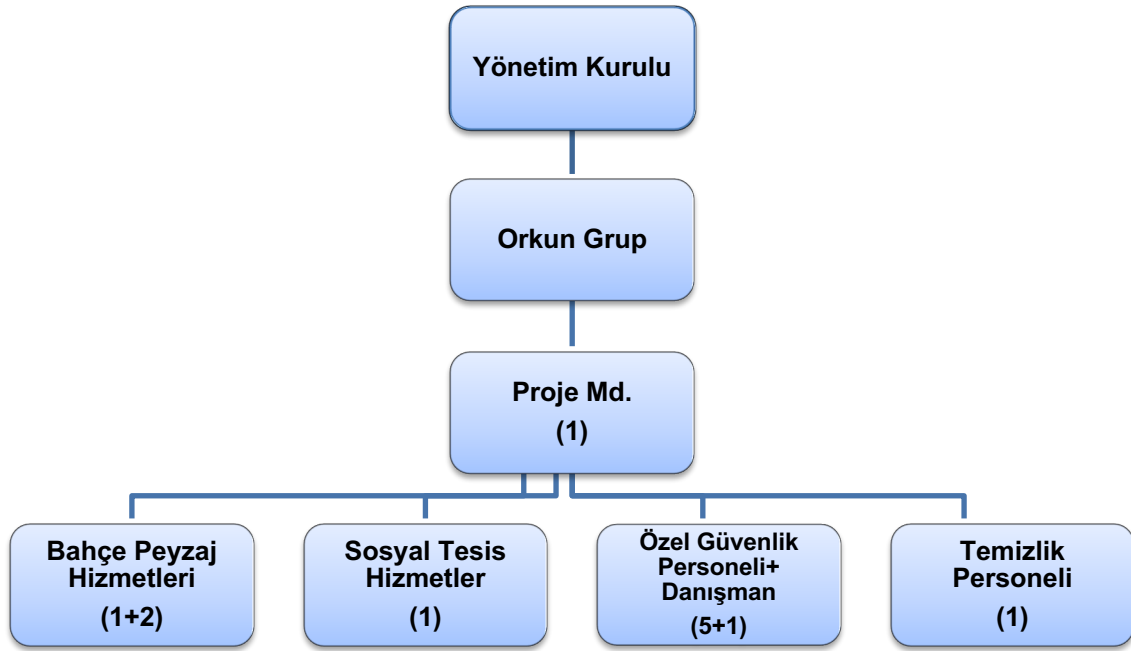 Yönetim Kurulu
Orkun Grup
Proje Md.
(1)
Bahçe Peyzaj
Hizmetleri
(1+2)
Sosyal Tesis
Hizmetler
(1)
Özel Güvenlik
Personeli+
Danışman
(5+1)
Temizlik
Personeli
(1)